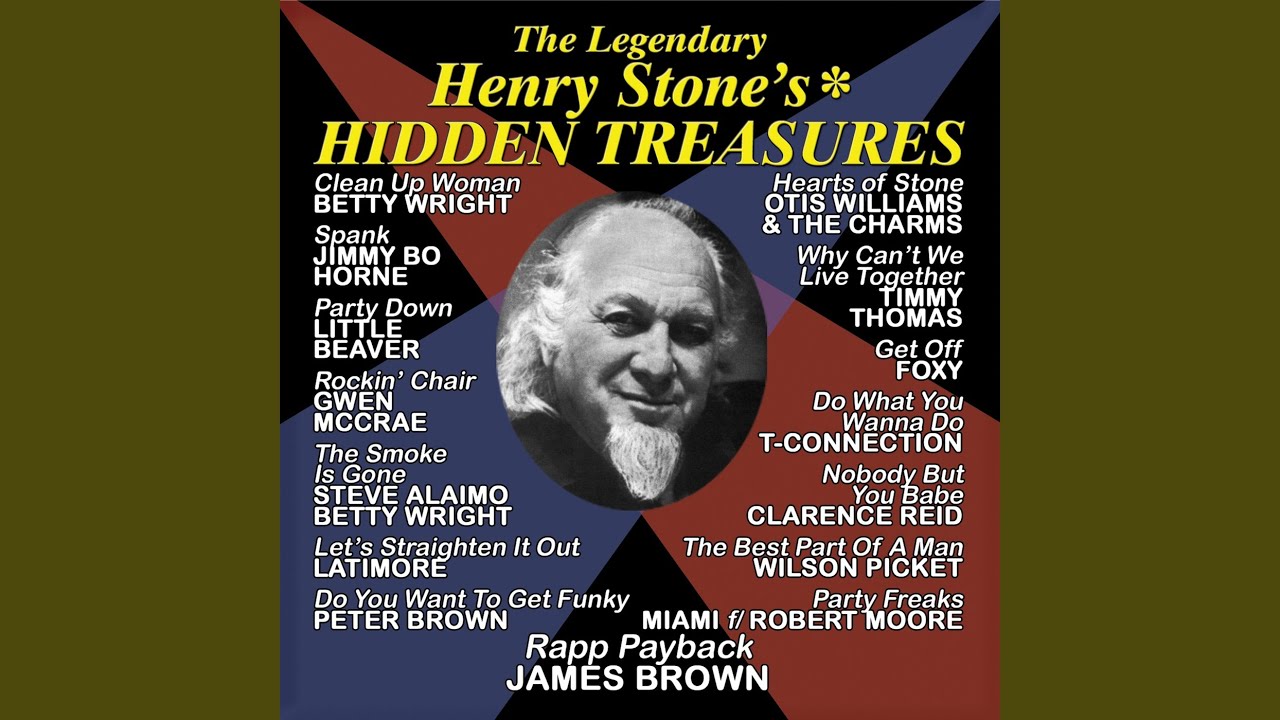 The Legendary
Henry Stone's*
HIDDEN TREASURES
Clean Up Woman
BETTY WRIGHT
Spank
JIMMY BO
HORNE
Party Down
LITTLE
BEAVER
Rockin' Chair
GWEN
MCCRAE
The Smoke
Is Gone
STEVE ALAIMO
BETTY WRIGHT
Let's Straighten It Out
LATIMORE
Do You Want To Get Funky
PETER BROWN
Hearts of Stone
OTIS WILLIAMS
& THE CHARMS
Why Can't We
Live Together
TIMMY
THOMAS
Get Off
FOXY
Do What You
Wanna Do
T-CONNECTION
Nobody But
You Babe
CLARENCE REID
The Best Part Of A Man
WILSON PICKET
Party Freaks
MIAMI f/ ROBERT MOORE
Rapp Payback
JAMES BROWN